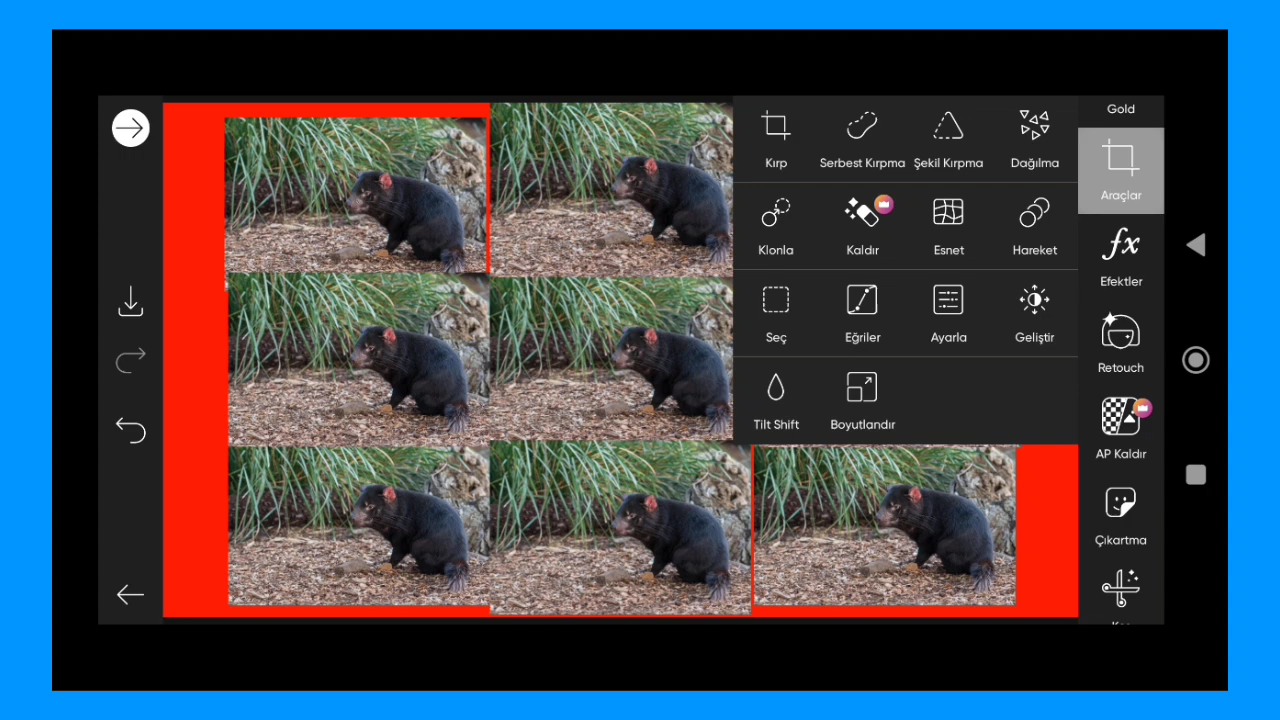 Gold
Kırp
Serbest Kırpma
Şekil Kırpma
Dağılma
Araçlar
Klonla
Kaldır
Esnet
Hareket
Efektler
Seç
Eğriler
Ayarla
Geliştir
Retouch
Tilt Shift
Boyutlandır
AP Kaldır
Çıkartma